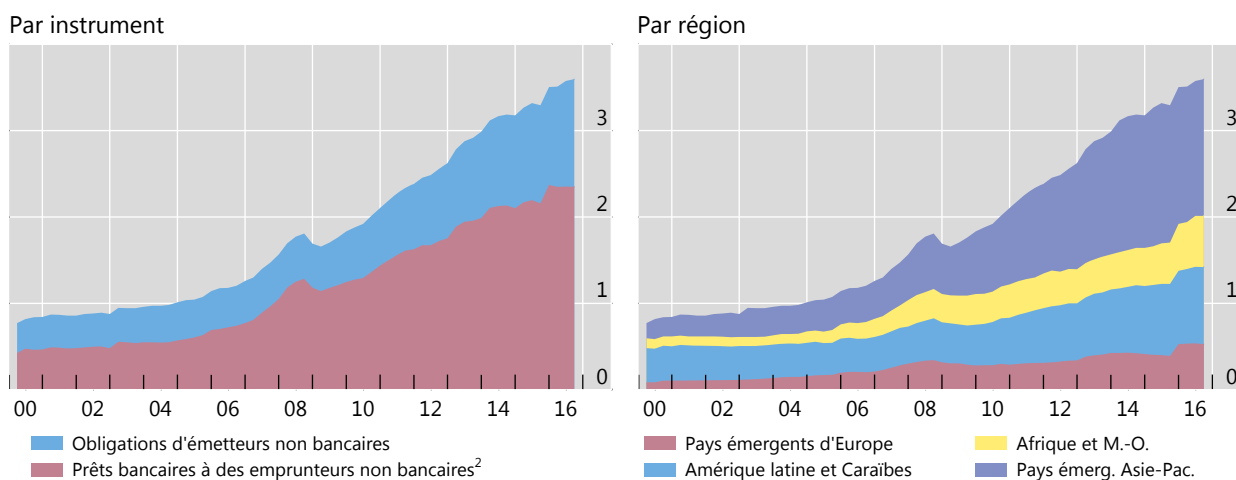 Par instrument
3
2
1
0
00 02 04 06 08 10 12 14 16
Obligations d'émetteurs non bancaires
Prêts bancaires à des emprunteurs non bancaires²
Par région
3
2
1
0
00 02 04 06 08 10 12 14 16
Pays émergents d'Europe
Amérique latine et Caraïbes
Afrique et M.-O.
Pays émerg. Asie-Pac.